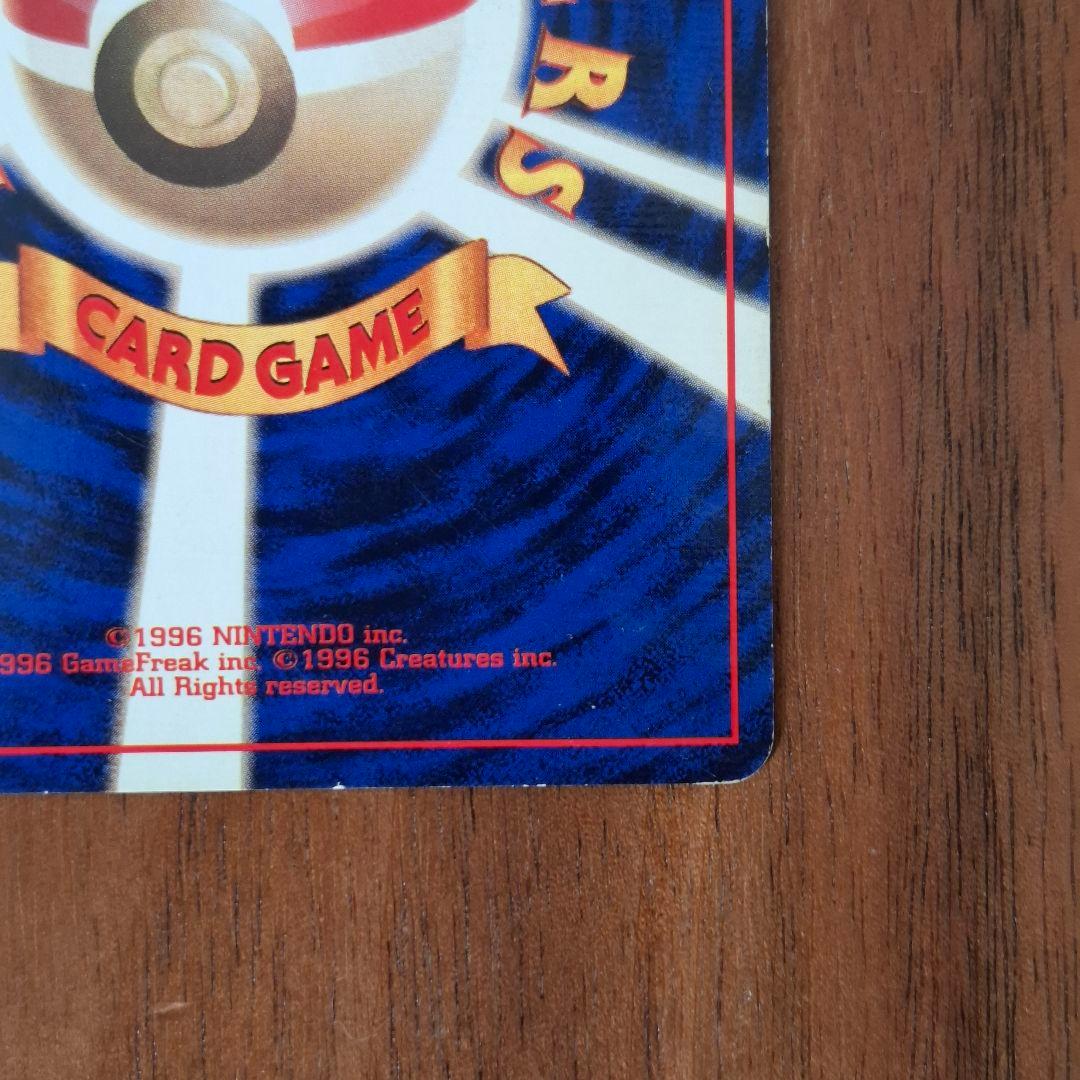 RS
CARD GAME
©1996 NINTENDO inc.
996 GameFreak inc. ©1996 Creatures inc.
All Rights reserved.